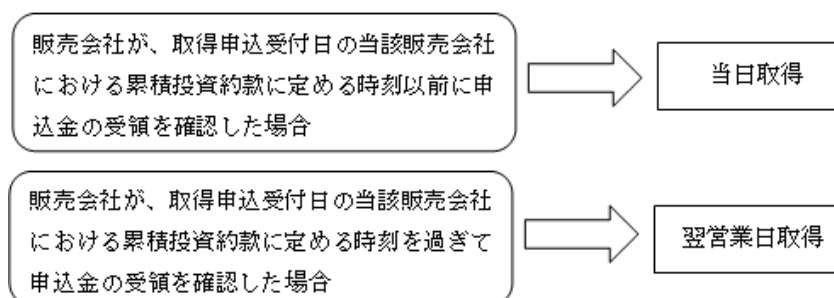 販売会社が、取得申込受付日の当該販売会社
における累積投資約款に定める時刻以前に申
込金の受領を確認した場合
当日取得
販売会社が、取得申込受付日の当該販売会社
における累積投資約款に定める時刻を過ぎて
申込金の受領を確認した場合
翌営業日取得